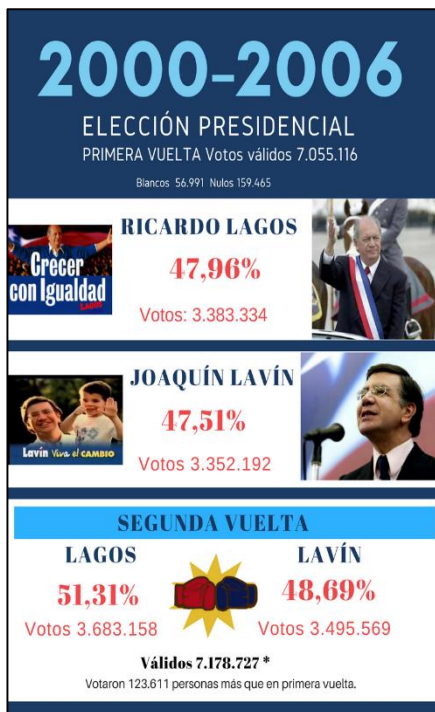 2000-2006
ELECCIÓN PRESIDENCIAL
PRIMERA VUELTA Votos válidos 7.055.116
Blancos 56.991 Nulos 159.465
RICARDO LAGOS
47,96%
Votos: 3.383.334
Crecer
con Igualdad
LAGOS
JOAQUÍN LAVÍN
47,51%
Votos 3.352.192
Lavín Viva el CAMBIO
SEGUNDA VUELTA
LAGOS
51,31%
Votos 3.683.158
LAVÍN
48,69%
Votos 3.495.569
Válidos 7.178.727 *
Votaron 123.611 personas más que en primera vuelta.